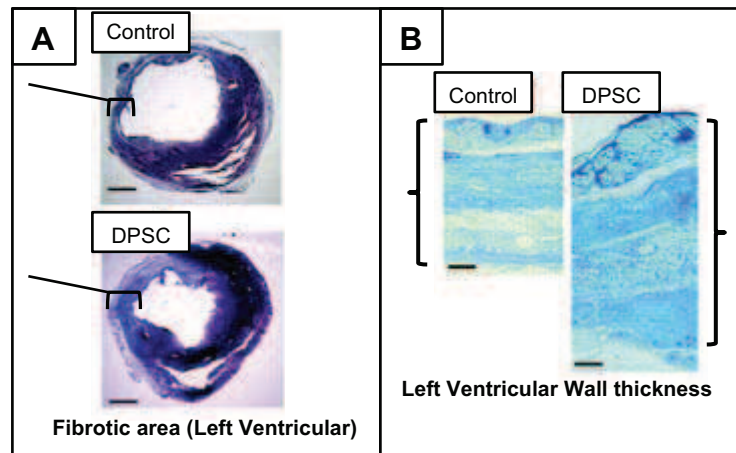 A
Control
DPSC
Fibrotic area (Left Ventricular)
B
Control
DPSC
Left Ventricular Wall thickness